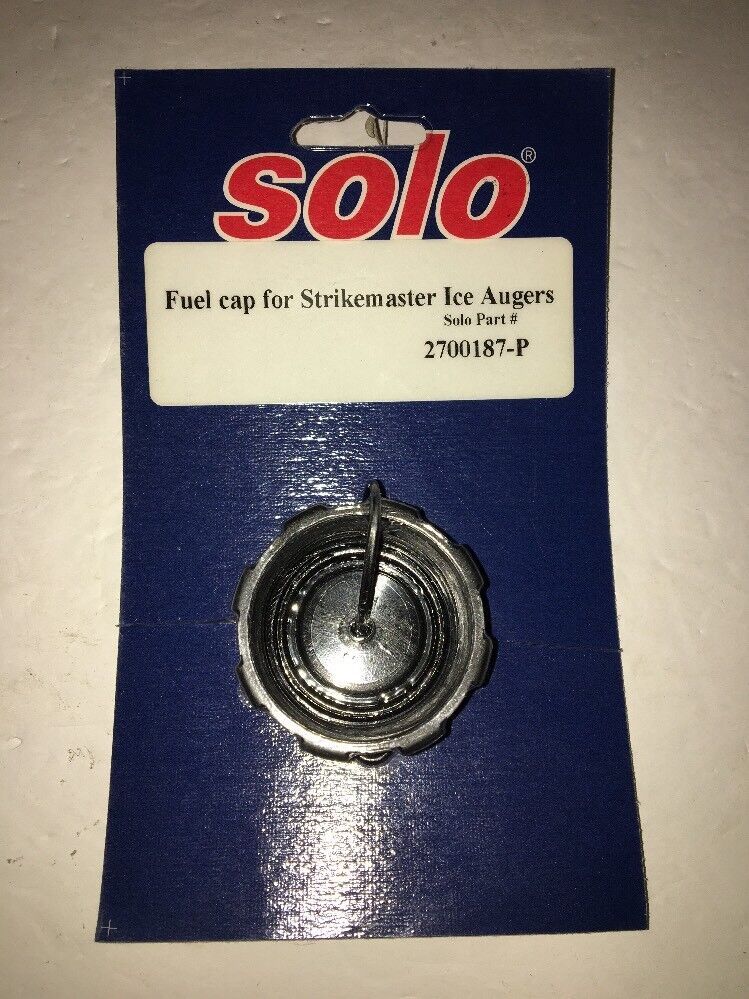 solo®
Fuel cap for Strikemaster Ice Augers
Solo Part #
2700187-P